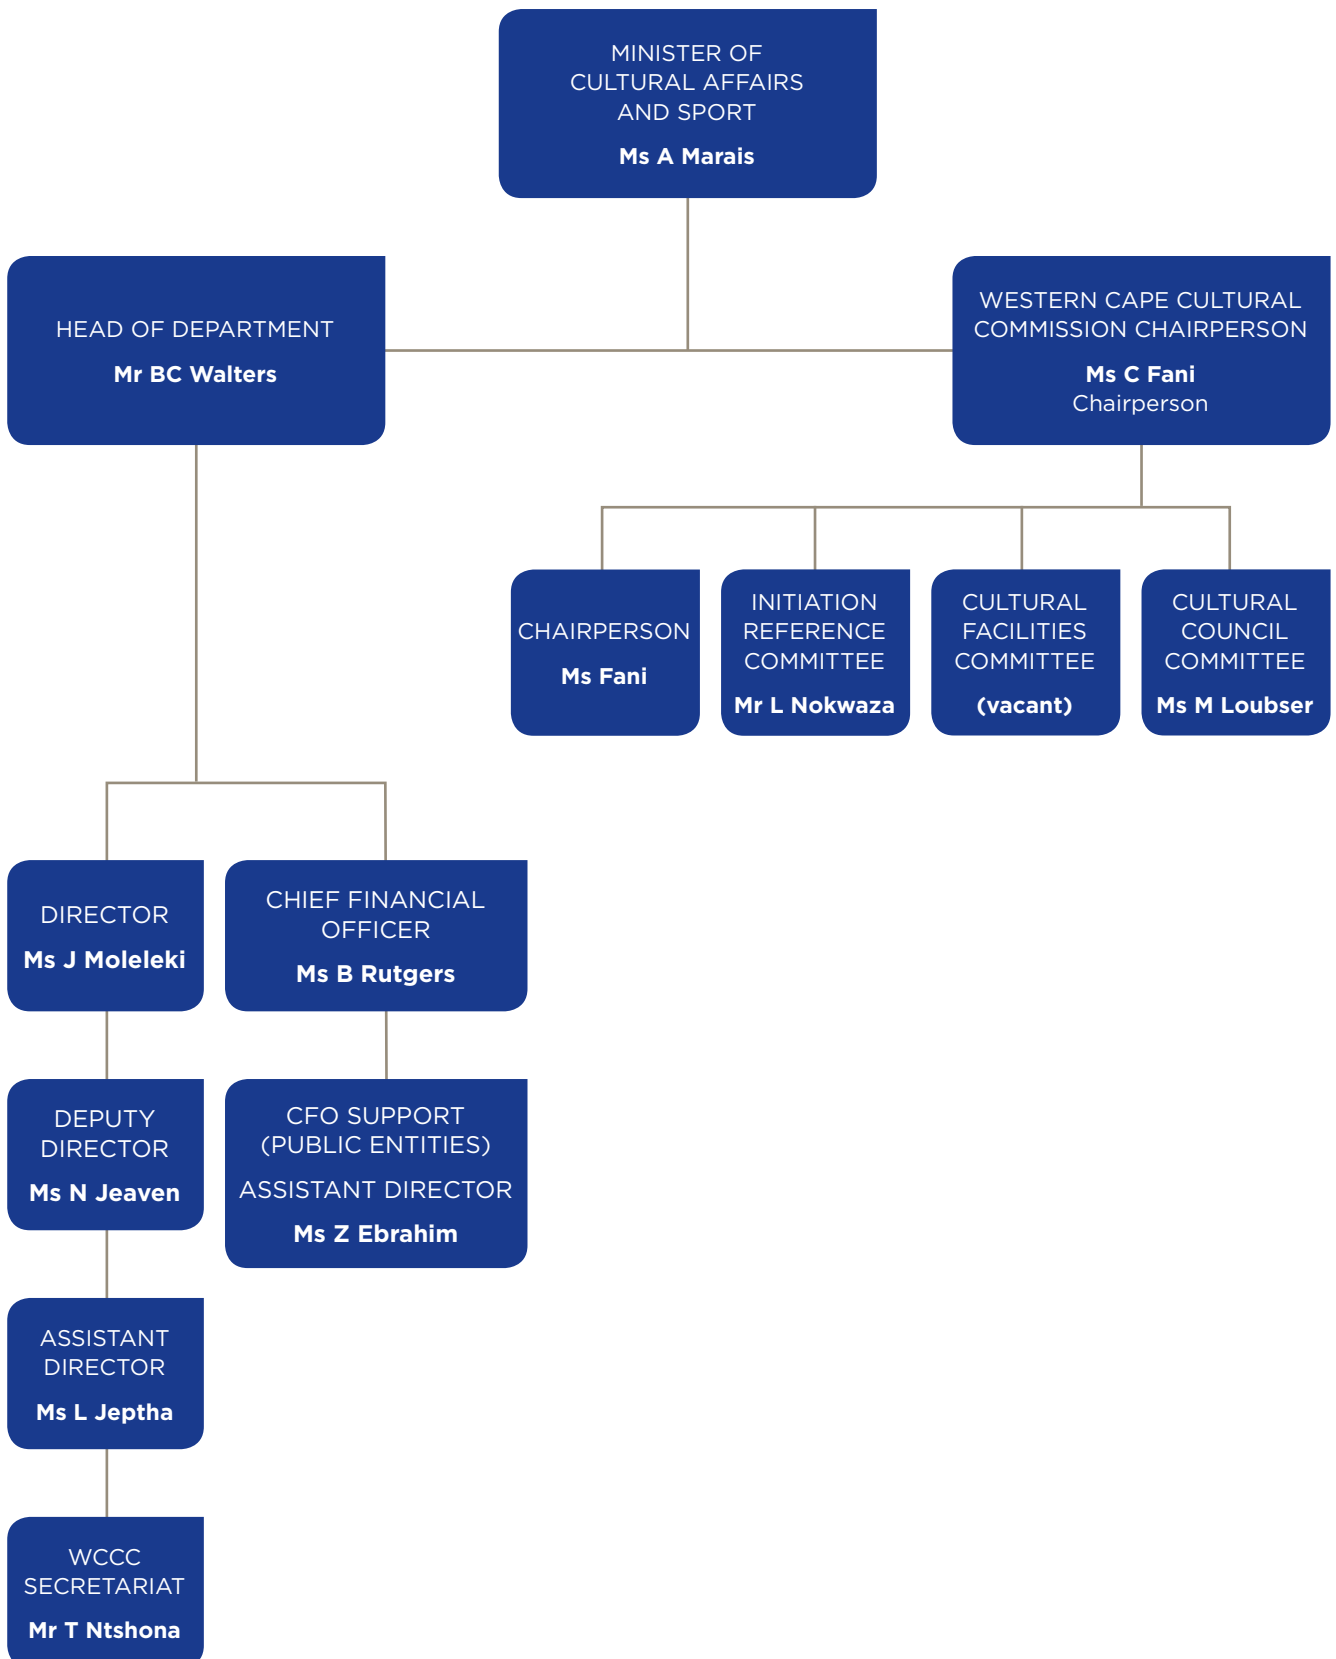 MINISTER OF
CULTURAL AFFAIRS
AND SPORT
Ms A Marais
HEAD OF DEPARTMENT
Mr BC Walters
WESTERN CAPE CULTURAL
COMMISSION CHAIRPERSON
Ms C Fani
Chairperson
CHAIRPERSON
Ms Fani
INITIATION
REFERENCE
COMMITTEE
Mr L Nokwaza
CULTURAL
FACILITIES
COMMITTEE
(vacant)
CULTURAL
COUNCIL
COMMITTEE
Ms M Loubser
DIRECTOR
Ms J Moleleki
CHIEF FINANCIAL
OFFICER
Ms B Rutgers
DEPUTY
DIRECTOR
Ms N Jeaven
CFO SUPPORT
(PUBLIC ENTITIES)
ASSISTANT DIRECTOR
Ms Z Ebrahim
ASSISTANT
DIRECTOR
Ms L Jeptha
WCCC
SECRETARIAT
Mr T Ntshona